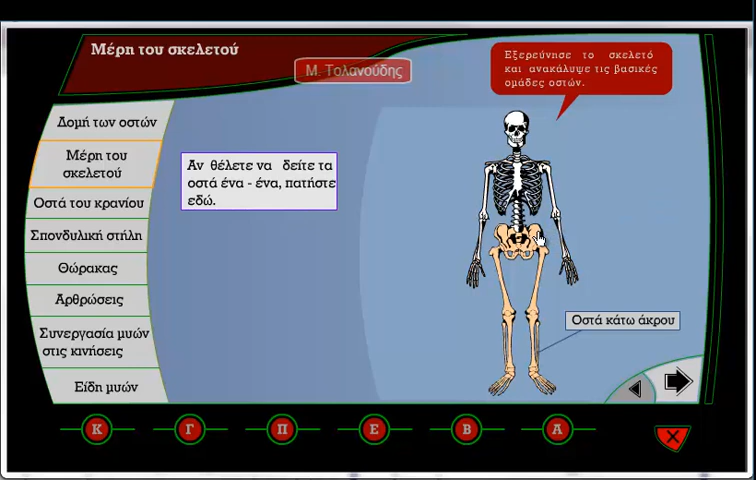 Μέρη του σκελετού
Μ. Τολανούδης
Εξερεύνησε το σκελετό
και ανακάλυψε τις βασικές
ομάδες οστών.
Δομή των οστών
Μέρη του
σκελετού
Οστά του κρανίου
Σπονδυλική στήλη
Θώρακας
Αρθρώσεις
Συνεργασία μυών
στις κινήσεις
Είδη μυών
Αν θέλετε να δείτε τα
οστά ένα - ένα, πατήστε
εδώ.
Οστά κάτω άκρου
Κ Γ Π Ε Β Α